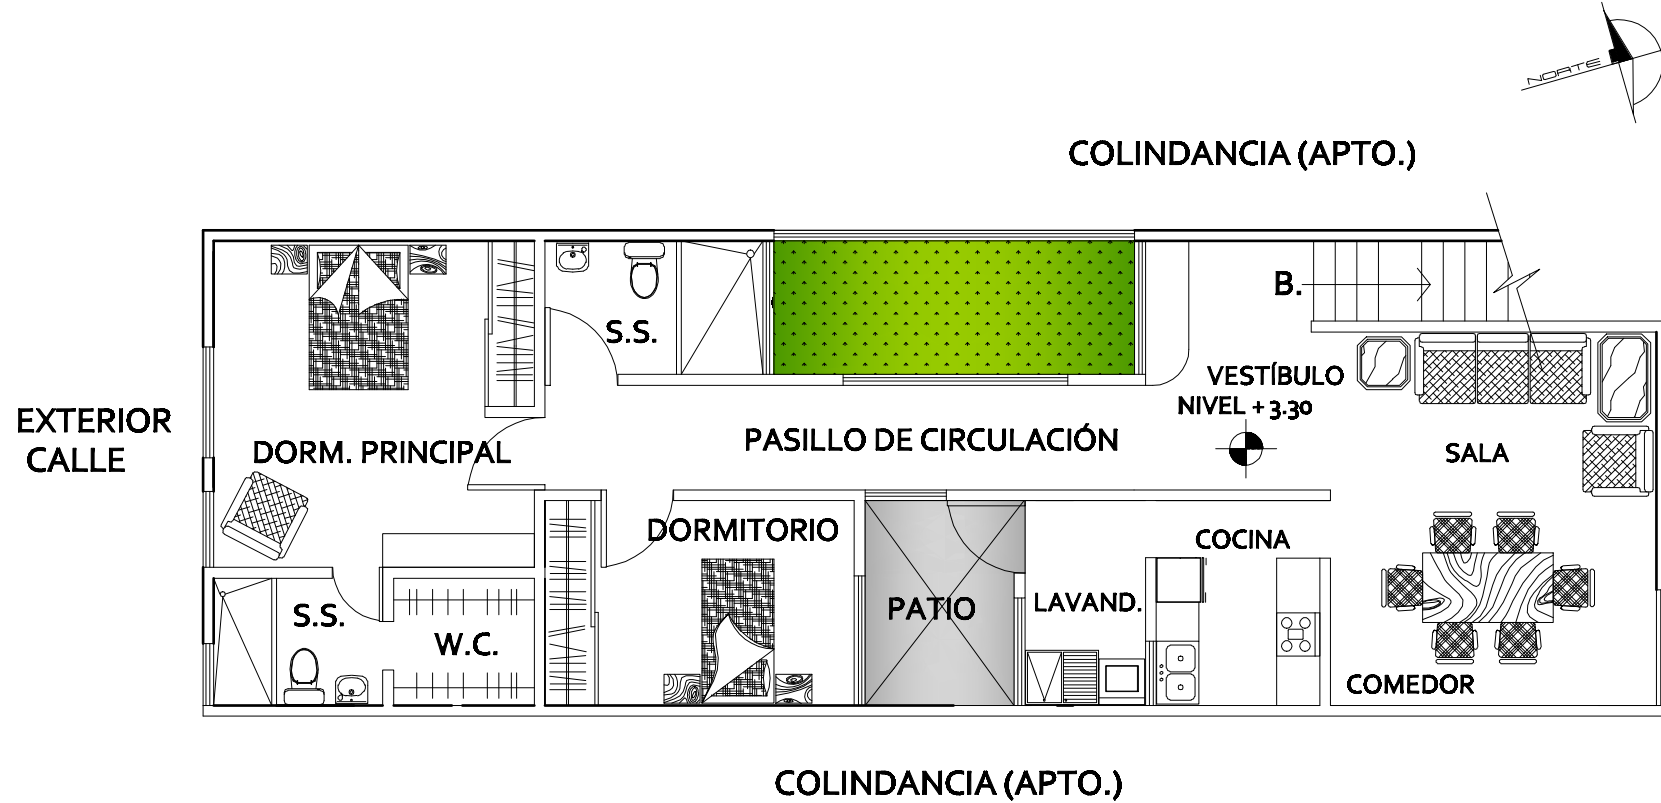 NORTE
COLINDANCIA (APTO.)
B.
S.S.
VESTÍBULO
NIVEL + 3.30
EXTERIOR
CALLE
DORM. PRINCIPAL
PASILLO DE CIRCULACIÓN
SALA
DORMITORIO
COCINA
S.S.
W.C.
PATIO
LAVAND.
COMEDOR
COLINDANCIA (APTO.)